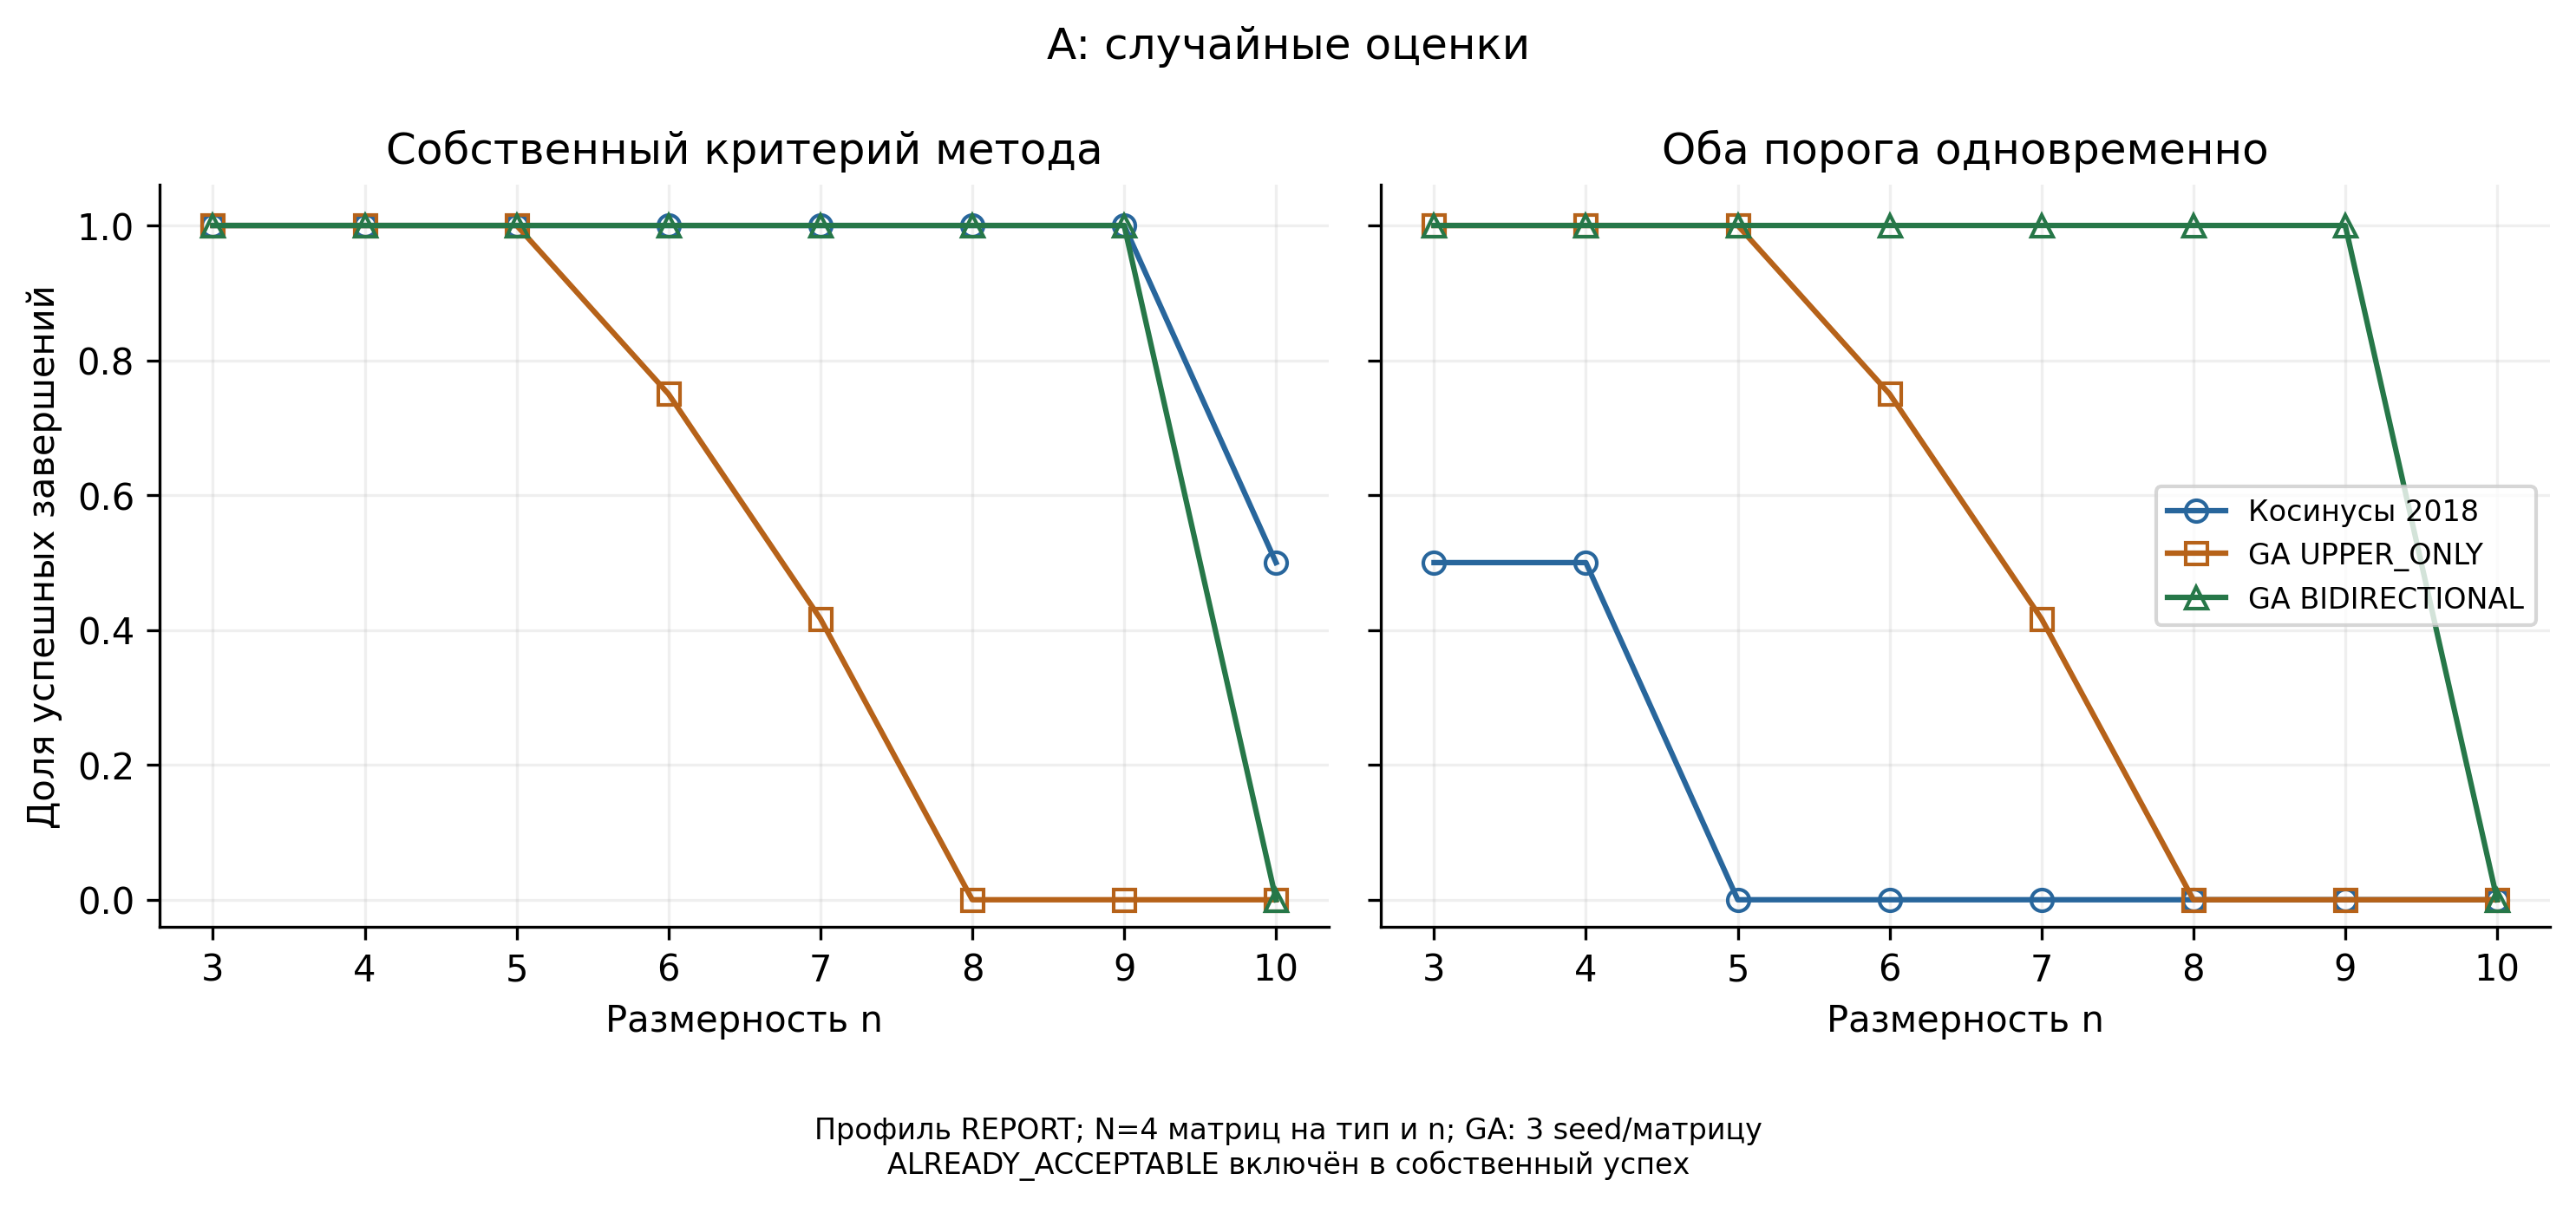 А: случайные оценки
Собственный критерий метода
Оба порога одновременно
Доля успешных завершений
1.0
0.8
0.6
0.4
0.2
0.0
3 4 5 6 7 8 9 10
Размерность n
3 4 5 6 7 8 9 10
Размерность n
Косинусы 2018
GA UPPER_ONLY
GA BIDIRECTIONAL
Профиль REPORT; N=4 матриц на тип и n; GA: 3 seed/матрицу
ALREADY_ACCEPTABLE включён в собственный успех